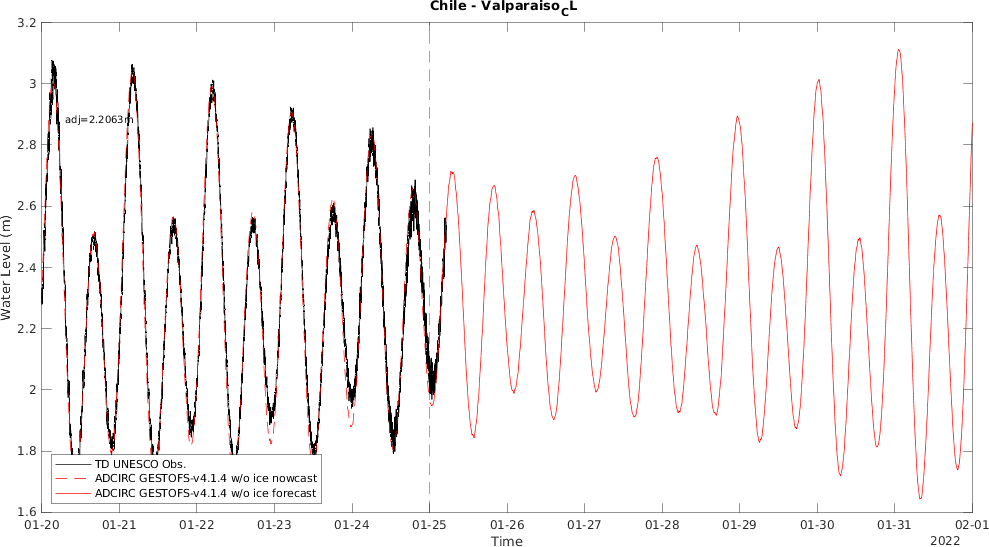 Chile - Valparaiso_CL
3.2
3
2.8
2.6
2.4
2.2
2
1.8
1.6
Water Level (m)
adj=2.2063m
TD UNESCO Obs.
ADCIRC GESTOFS-v4.1.4 w/o ice nowcast
ADCIRC GESTOFS-v4.1.4 w/o ice forecast
01-20 01-21 01-22 01-23 01-24 01-25 01-26 01-27 01-28 01-29 01-30 01-31 02-01
Time
2022